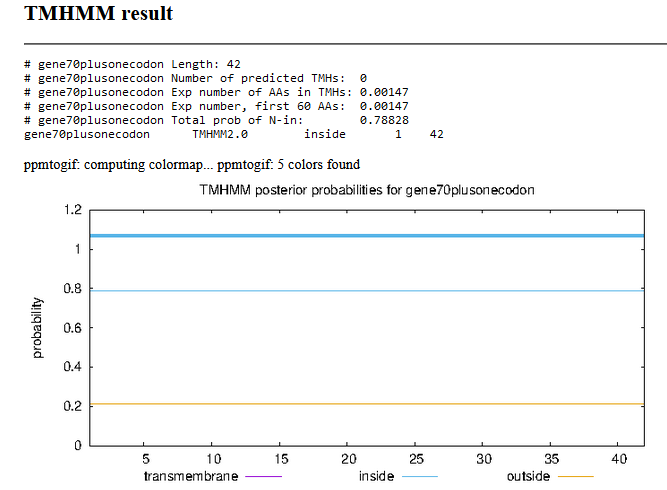 TMHMM result
# gene70plusonecodon Length: 42
# gene70plusonecodon Number of predicted TMHs:  0
# gene70plusonecodon Exp number of AAs in TMHs: 0.00147
# gene70plusonecodon Exp number, first 60 AAs:  0.00147
# gene70plusonecodon Total prob of N-in:        0.78828
gene70plusonecodon      TMHMM2.0        inside       1    42
ppmtogif: computing colormap... ppmtogif: 5 colors found
TMHMM posterior probabilities for gene70plusonecodon
1.2
1
0.8
0.6
0.4
0.2
0
probability
5 10 15 20 25 30 35 40
transmembrane inside outside